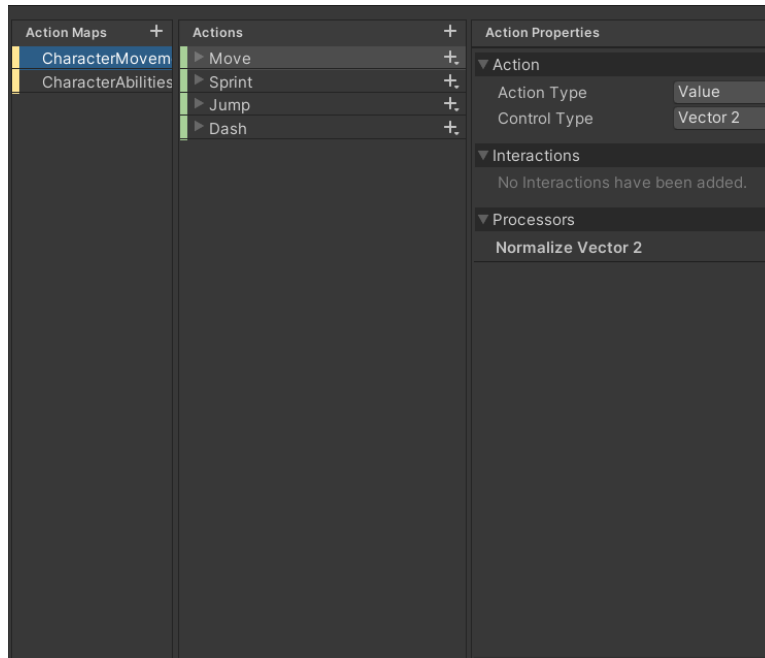 Action Maps +
CharacterMovem
CharacterAbilities
Actions +
Move +
Sprint +
Jump +
Dash +
Action Properties
Action
Action Type Value
Control Type Vector 2
Interactions
No Interactions have been added.
Processors
Normalize Vector 2